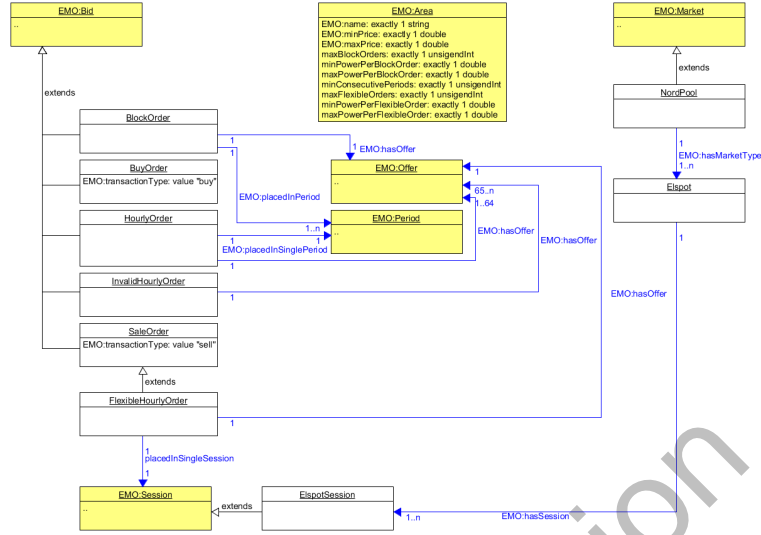 EMO:Bid
..
EMO:Area
EMO:name: exactly 1 string
EMO:minPrice: exactly 1 double
EMO:maxPrice: exactly 1 double
maxBlockOrders: exactly 1 unsigendInt
minPowerPerBlockOrder: exactly 1 double
maxPowerPerBlockOrder: exactly 1 double
minConsecutivePeriods: exactly 1 unsigendInt
maxFlexibleOrders: exactly 1 unsigendInt
minPowerPerFlexibleOrder: exactly 1 double
maxPowerPerFlexibleOrder: exactly 1 double
EMO:Market
..
extends
extends
NordPool
BlockOrder
1
1
1 EMO:hasOffer
1
EMO:hasMarketType
1..n
BuyOrder
EMO:transactionType: value "buy"
EMO:Offer
..
1
Elspot
EMO:placedInPeriod
65..n
1..64
HourlyOrder
EMO:Period
..
1..n
1
1
EMO:placedInSinglePeriod
1
EMO:hasOffer
EMO:hasOffer
1
InvalidHourlyOrder
1
EMO:hasOffer
SaleOrder
EMO:transactionType: value "sell"
extends
FlexibleHourlyOrder
1
1
placedInSingleSession
1
EMO:Session
..
extends
ElspotSession
1..n
EMO:hasSession
sion